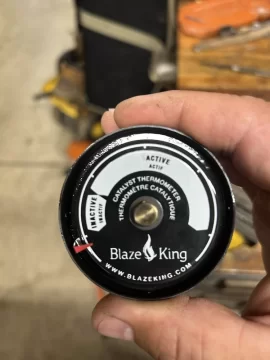 ACTIVE
ACTIF
INACTIVE
INACTIF
CATALYST THERMOMETER
THERMOMÈTRE CATALYTIQUE
Blaze King
WWW.BLAZEKING.COM